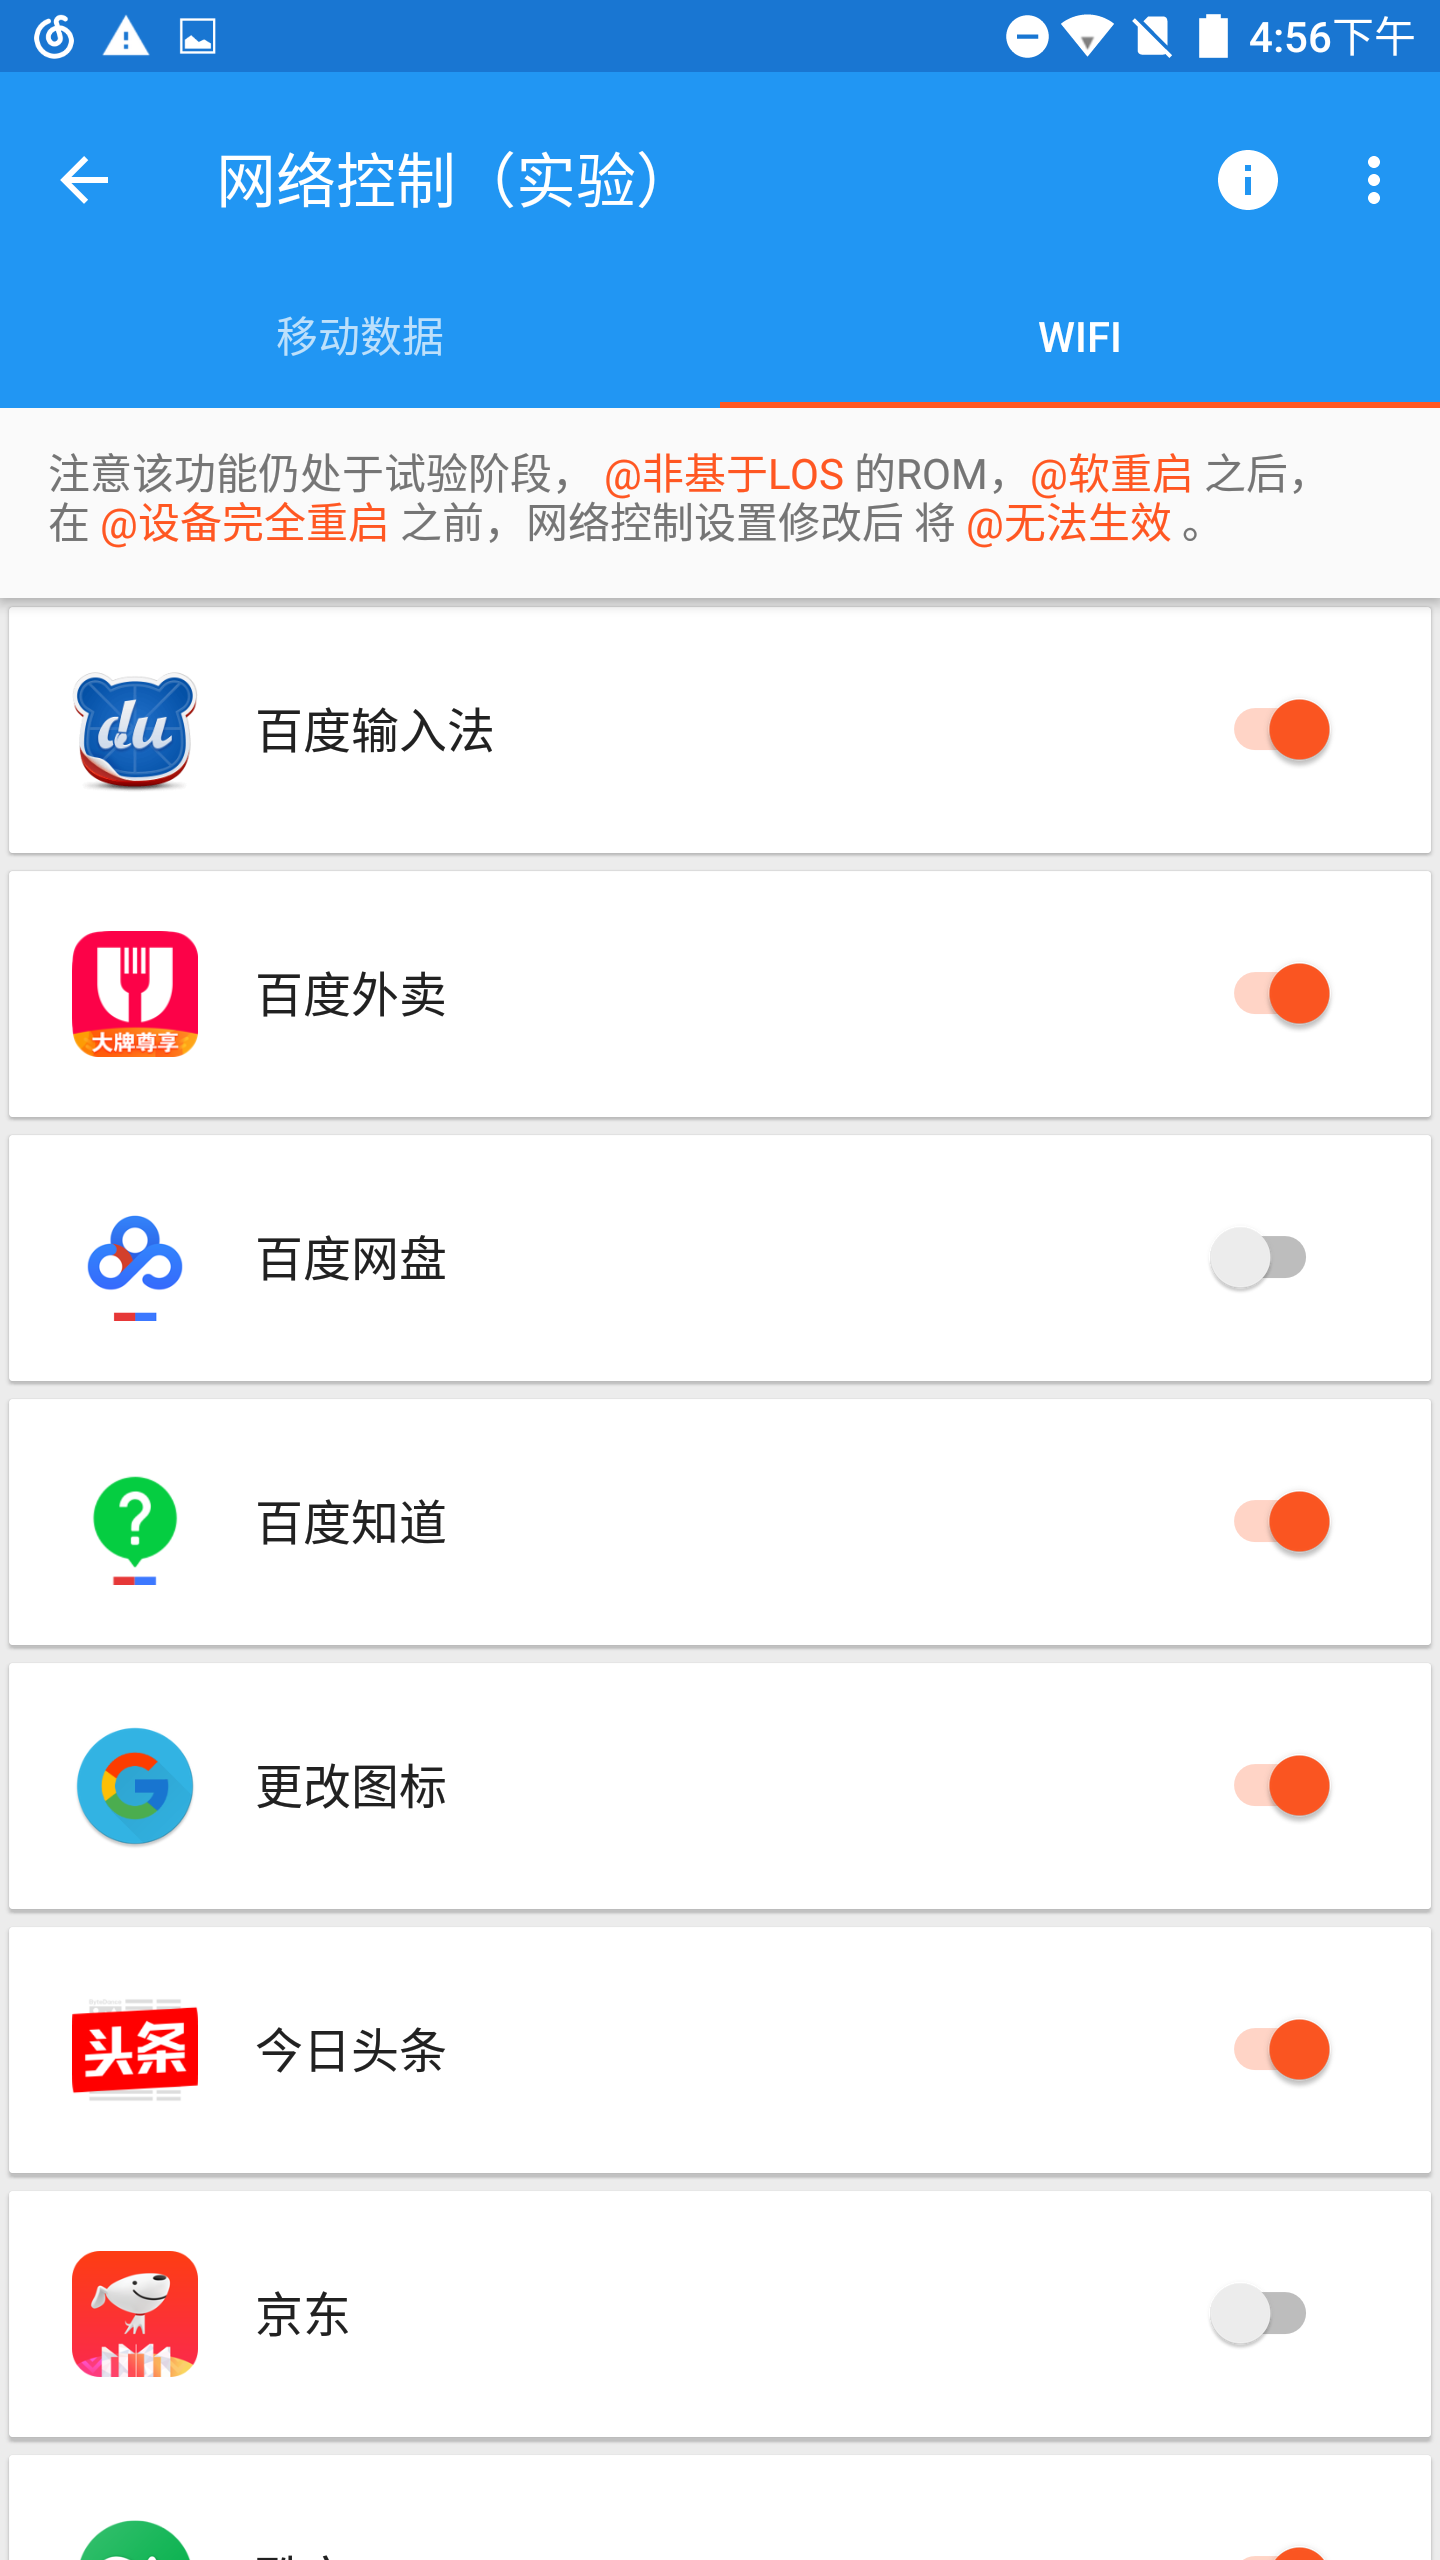 4:56下午
网络控制（实验）
移动数据
WIFI
注意该功能仍处于试验阶段， @非基于LOS 的ROM，@软重启 之后，
在 @设备完全重启 之前，网络控制设置修改后 将 @无法生效 。
du
百度输入法
大牌尊享
百度外卖
百度网盘
?
百度知道
G
更改图标
头条
今日头条
京东